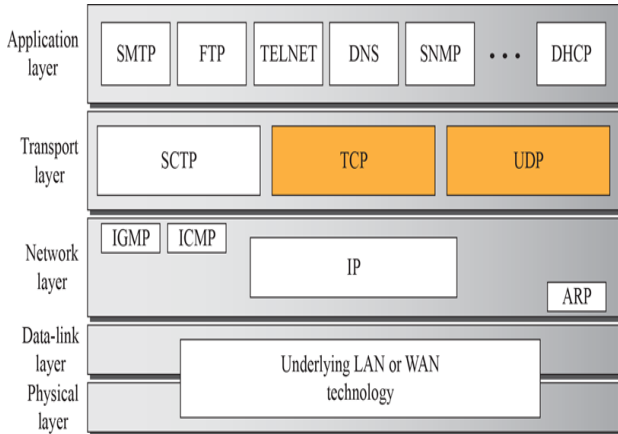 Application
layer
SMTP
FTP
TELNET
DNS
SNMP
• • •
DHCP
Transport
layer
SCTP
TCP
UDP
Network
layer
IGMP
ICMP
IP
ARP
Data-link
layer
Physical
layer
Underlying LAN or WAN
technology